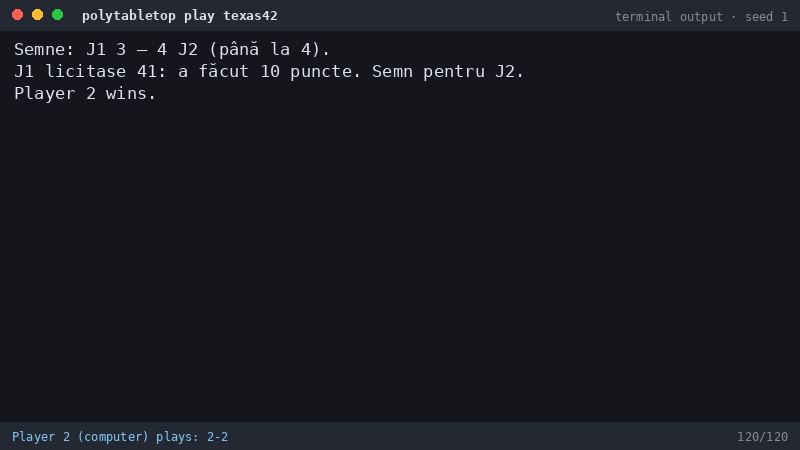 polytabletop play texas42
terminal output · seed 1
Semne: J1 3 — 4 J2 (până la 4).
J1 licitase 41: a făcut 10 puncte. Semn pentru J2.
Player 2 wins.
Player 2 (computer) plays: 2-2
120/120